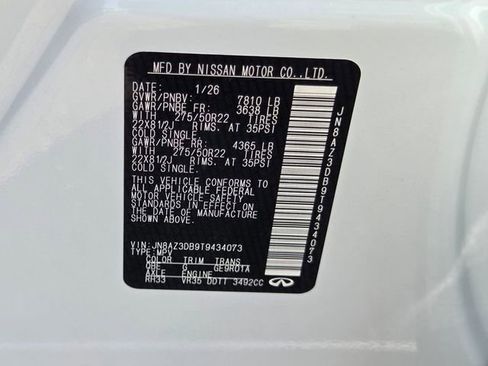 MFD BY NISSAN MOTOR CO.,LTD.
1/26
GVWR/PNBV: 7810 LB
GAWR/PNBE FR: 3638 LB
WITH 275/50R22 TIRES
22X81/2J RIMS, AT 35PSI
COLD SINGLE.
GAWR/PNBE RR: 4365 LB
WITH 275/50R22 TIRES
22X81/2J RIMS, AT 35PSI
COLD SINGLE.
THIS VEHICLE CONFORMS TO
ALL APPLICABLE FEDERAL
MOTOR VEHICLE SAFETY
STANDARDS IN EFFECT ON
THE DATE OF MANUFACTURE
SHOWN ABOVE.
VIN:JN8AZ3DB9T9434073
TYPE:MPV
COLOR TRIM TRANS
QBE G GE9R01A
AXLE ENGINE
RH33 VR35 DDTT 3492CC
INFINITI
JN8AZ3DB9T9434073